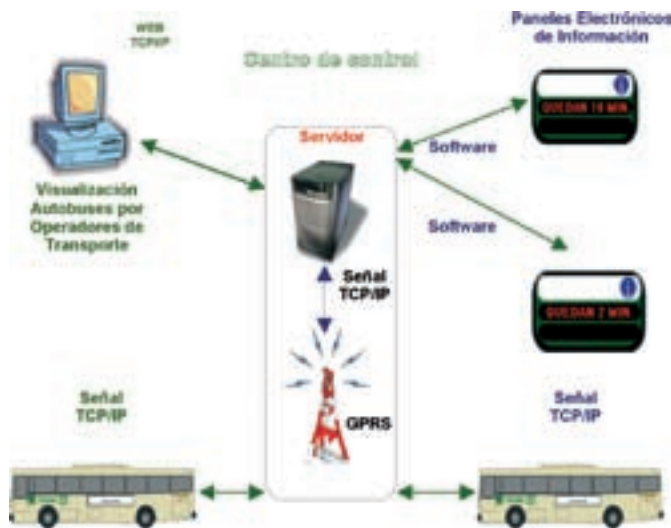 WEB
TCP/IP
Centro de control
Paneles Electrónicos
de Información
QUEDAN 10 MIN
Servidor
Software
Visualización
Autobuses por
Operadores de
Transporte
Software
Señal
TCP/IP
QUEDAN 2 MIN
GPRS
Señal
TCP/IP
Señal
TCP/IP